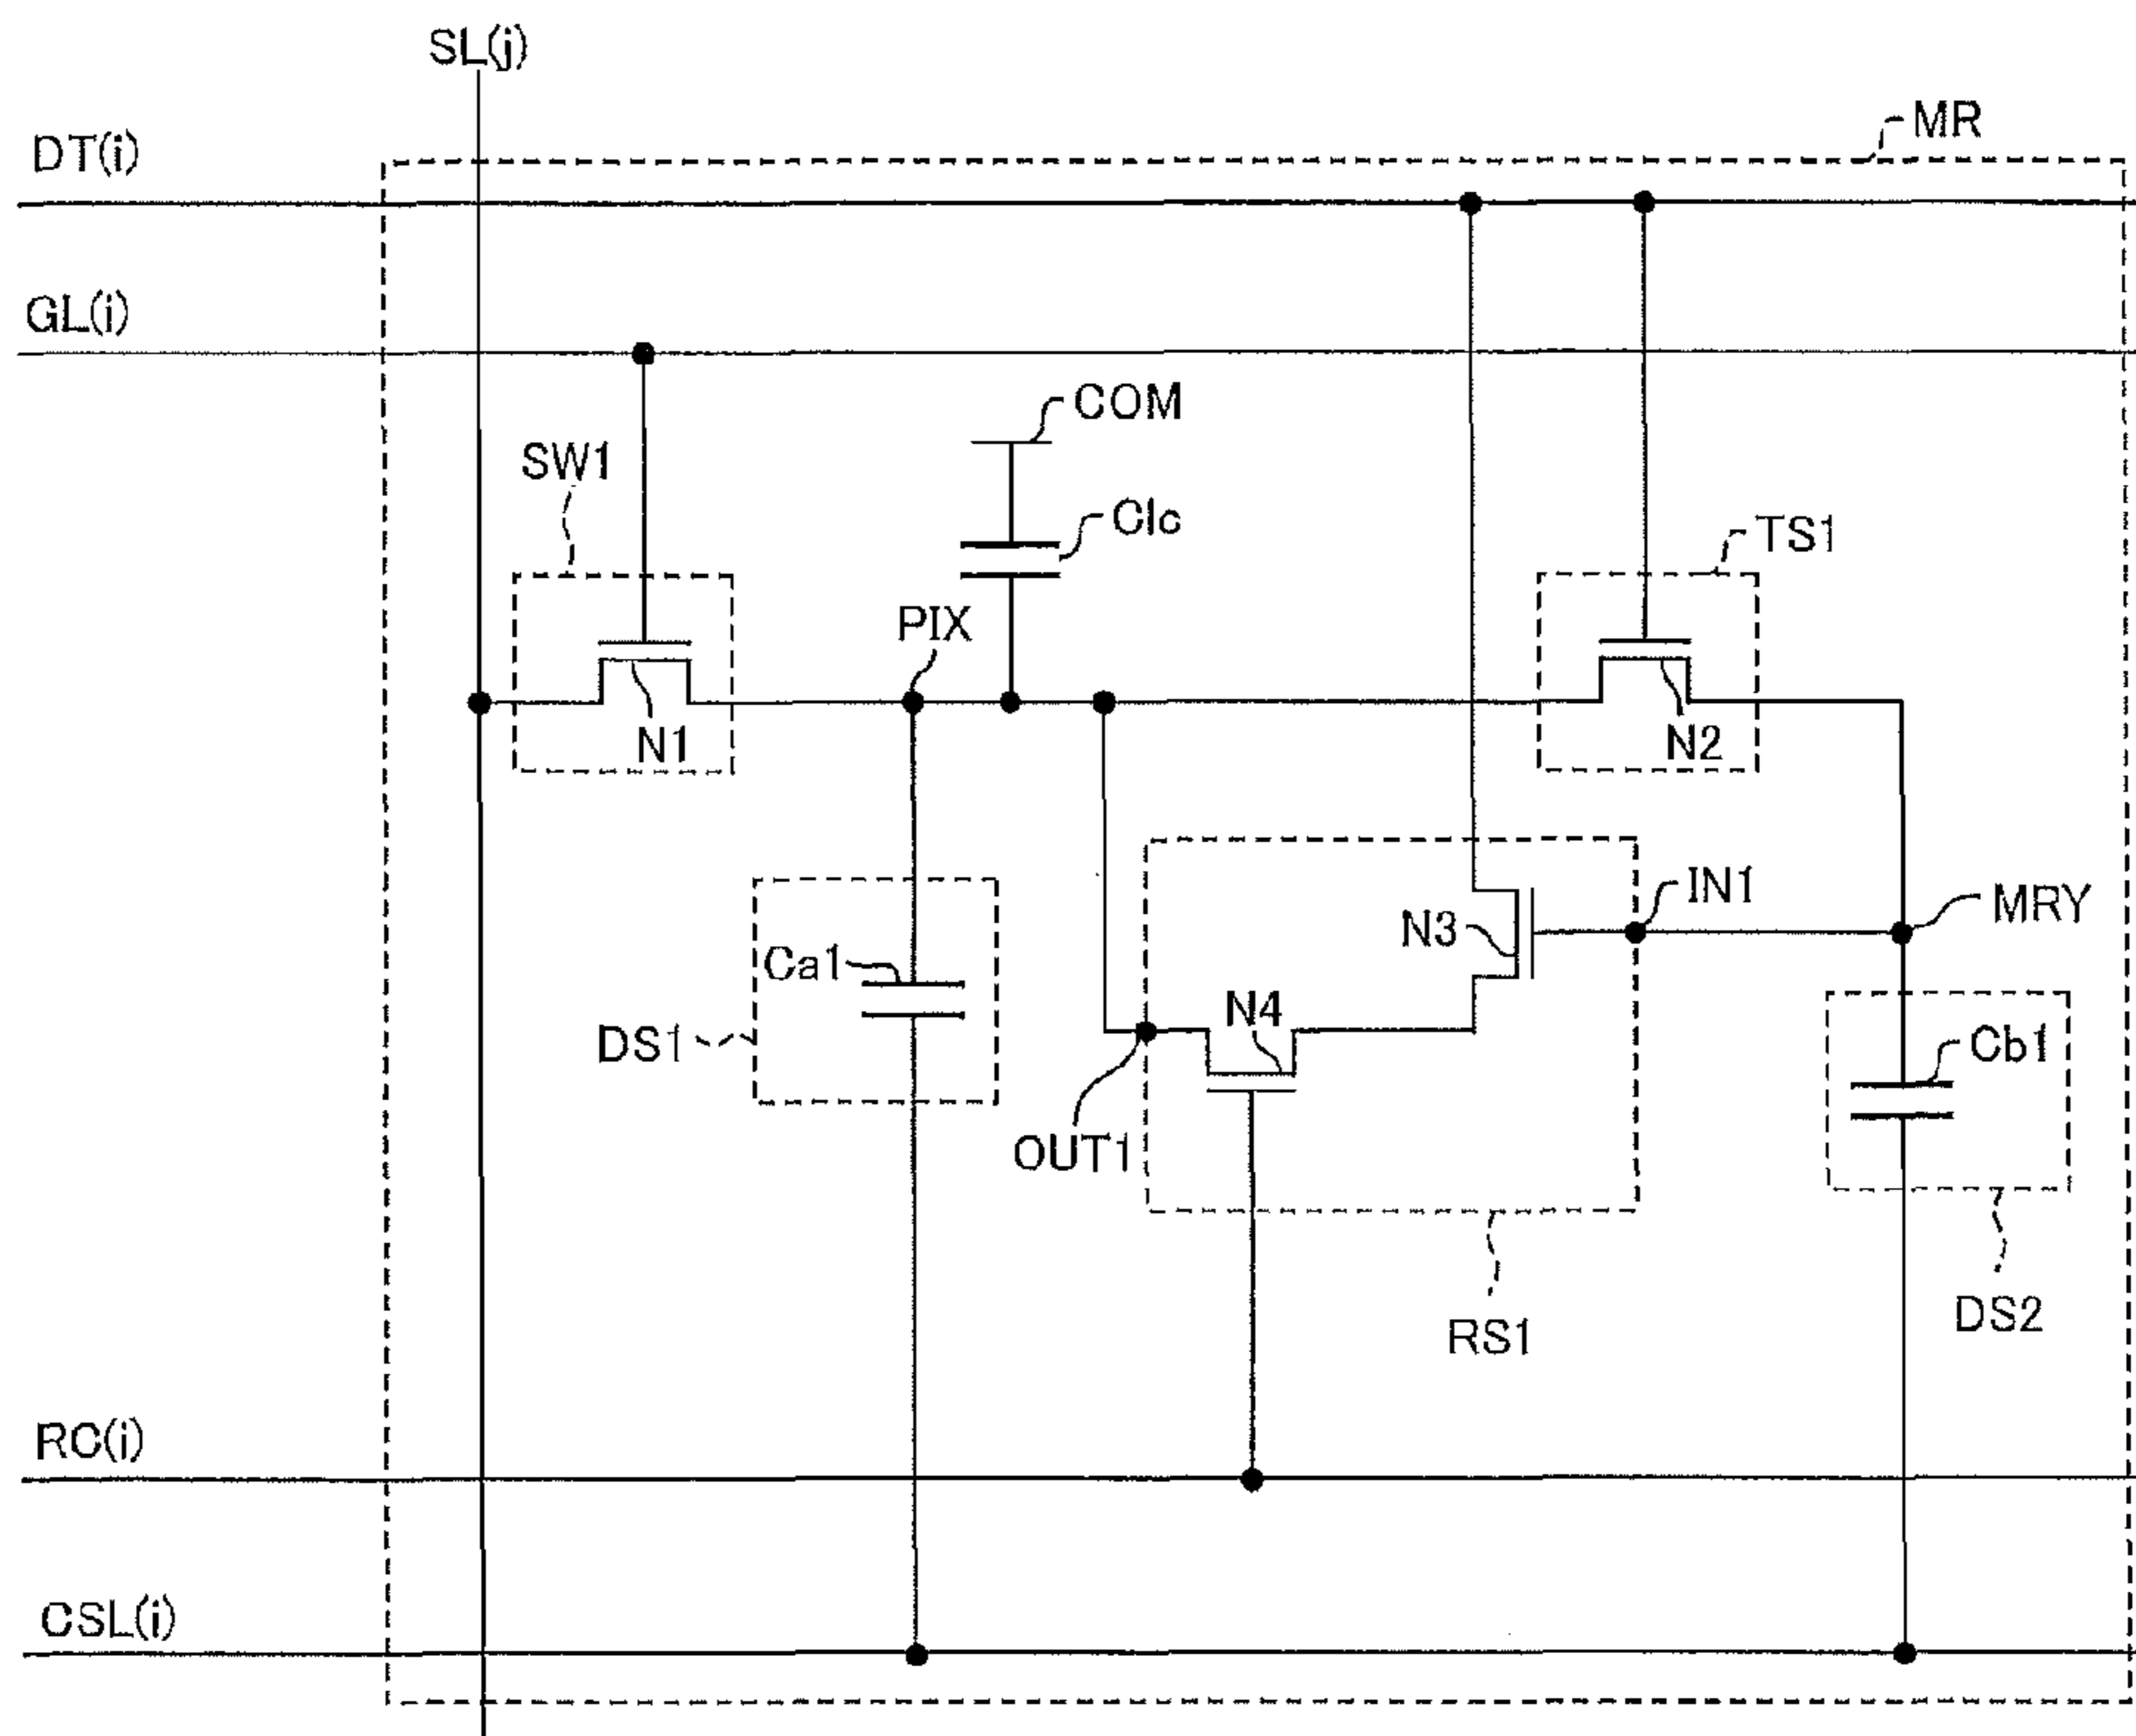 SL(j)
MR
DT(i)
GL(i)
COM
SW1
Clc
TS1
PIX
N1
N2
IN1
MRY
N3
Ca1
N4
DS1
Cb1
OUT1
DS2
RS1
RC(i)
CSL(i)